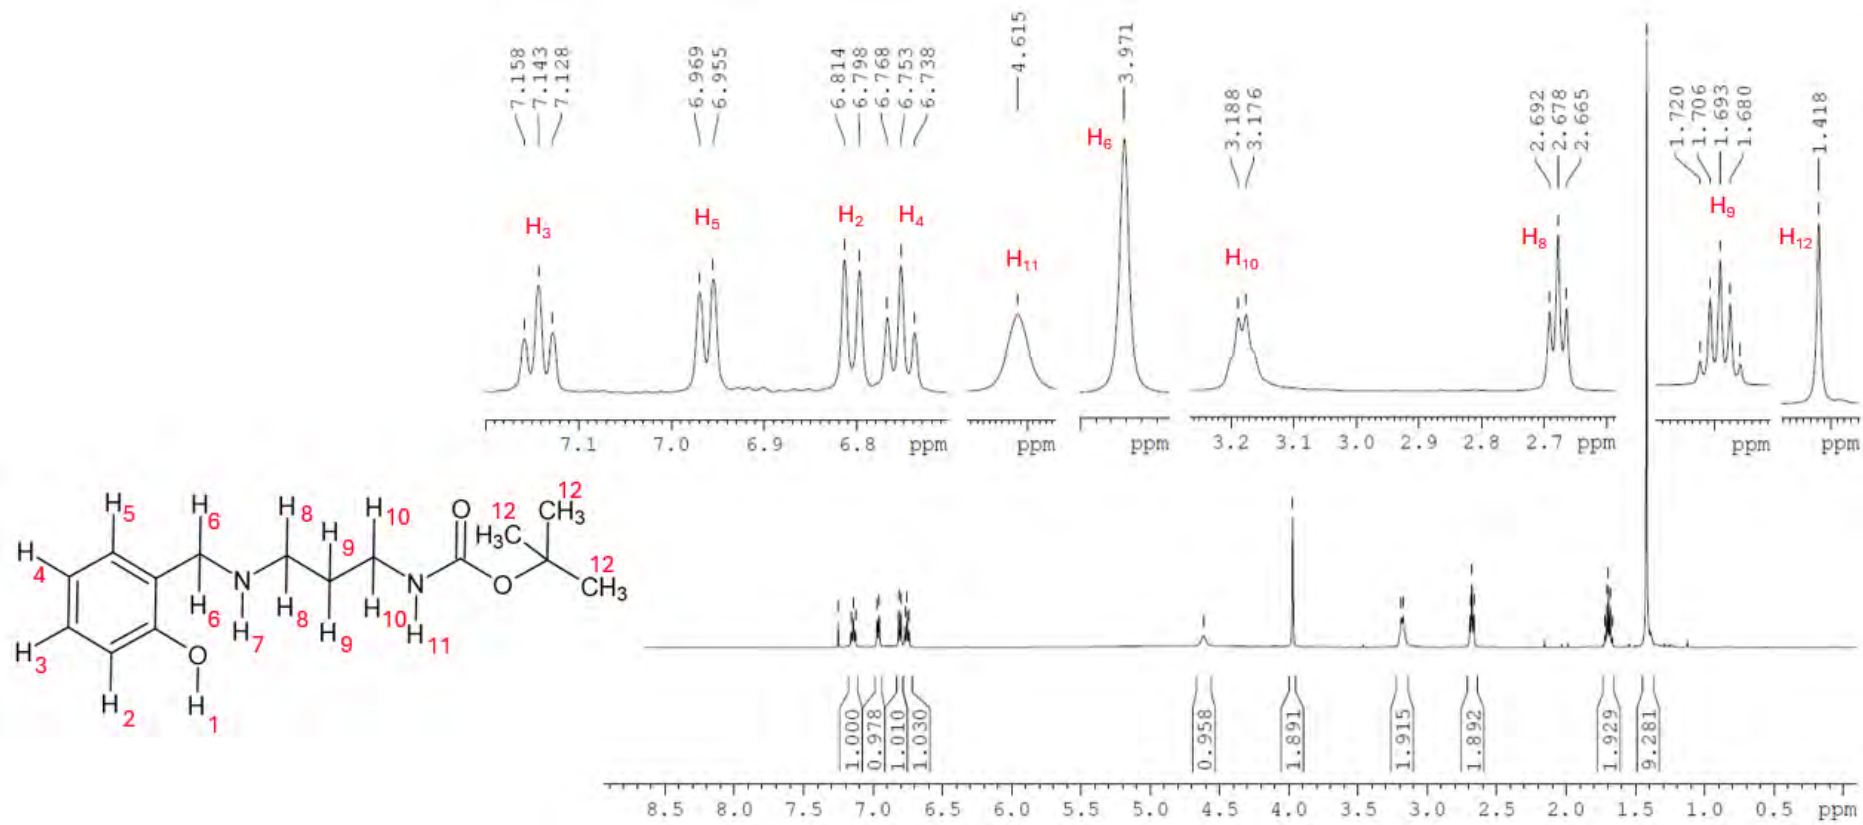 7.158
7.143
7.128
6.969
6.955
6.814
6.798
6.768
6.753
6.738
4.615
3.971
3.188
3.176
2.692
2.678
2.665
1.720
1.706
1.693
1.680
1.418
H3
H5
H2
H4
H11
H6
H10
H8
H9
H12
7.1 7.0 6.9 6.8 ppm
ppm
ppm
3.2 3.1 3.0 2.9 2.8 2.7 ppm
ppm
ppm
H5
H 6
H 8
H 9
H 10
O
12 H3C
12 CH3
12 CH3
H 4
N
N
O
H6
H7
H8
H9
H10
H11
H3
O
H2
H1
1.000
0.978
1.010
1.030
0.958
1.891
1.915
1.892
1.929
9.281
8.5 8.0 7.5 7.0 6.5 6.0 5.5 5.0 4.5 4.0 3.5 3.0 2.5 2.0 1.5 1.0 0.5 ppm